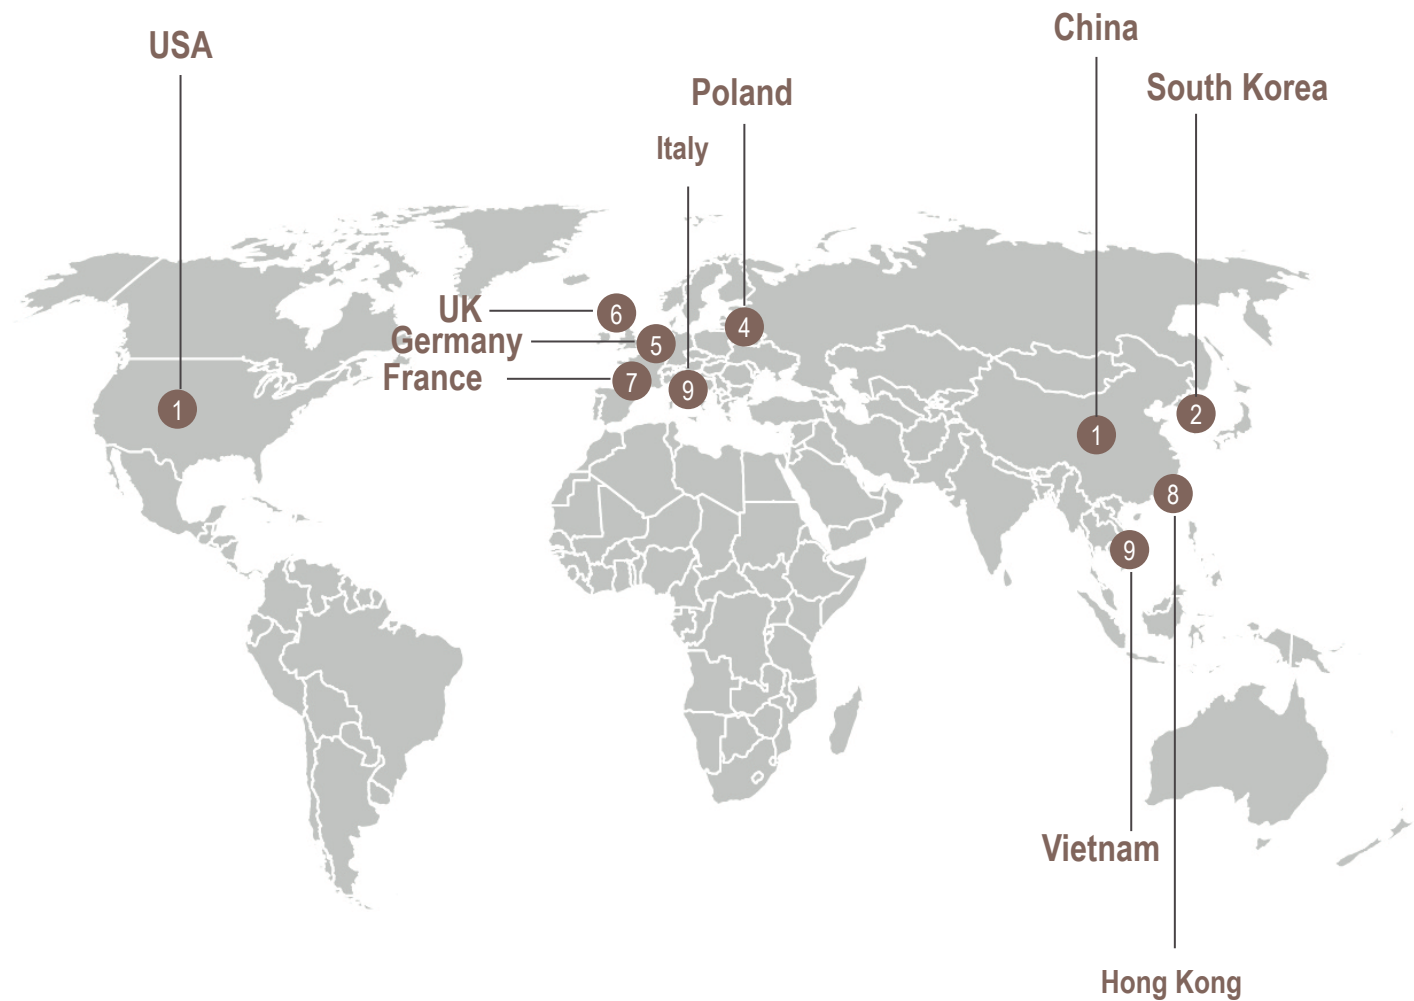 China
USA
South Korea
Poland
Italy
UK
6
4
Germany
5
France
7
9
1
2
1
8
9
Vietnam
Hong Kong